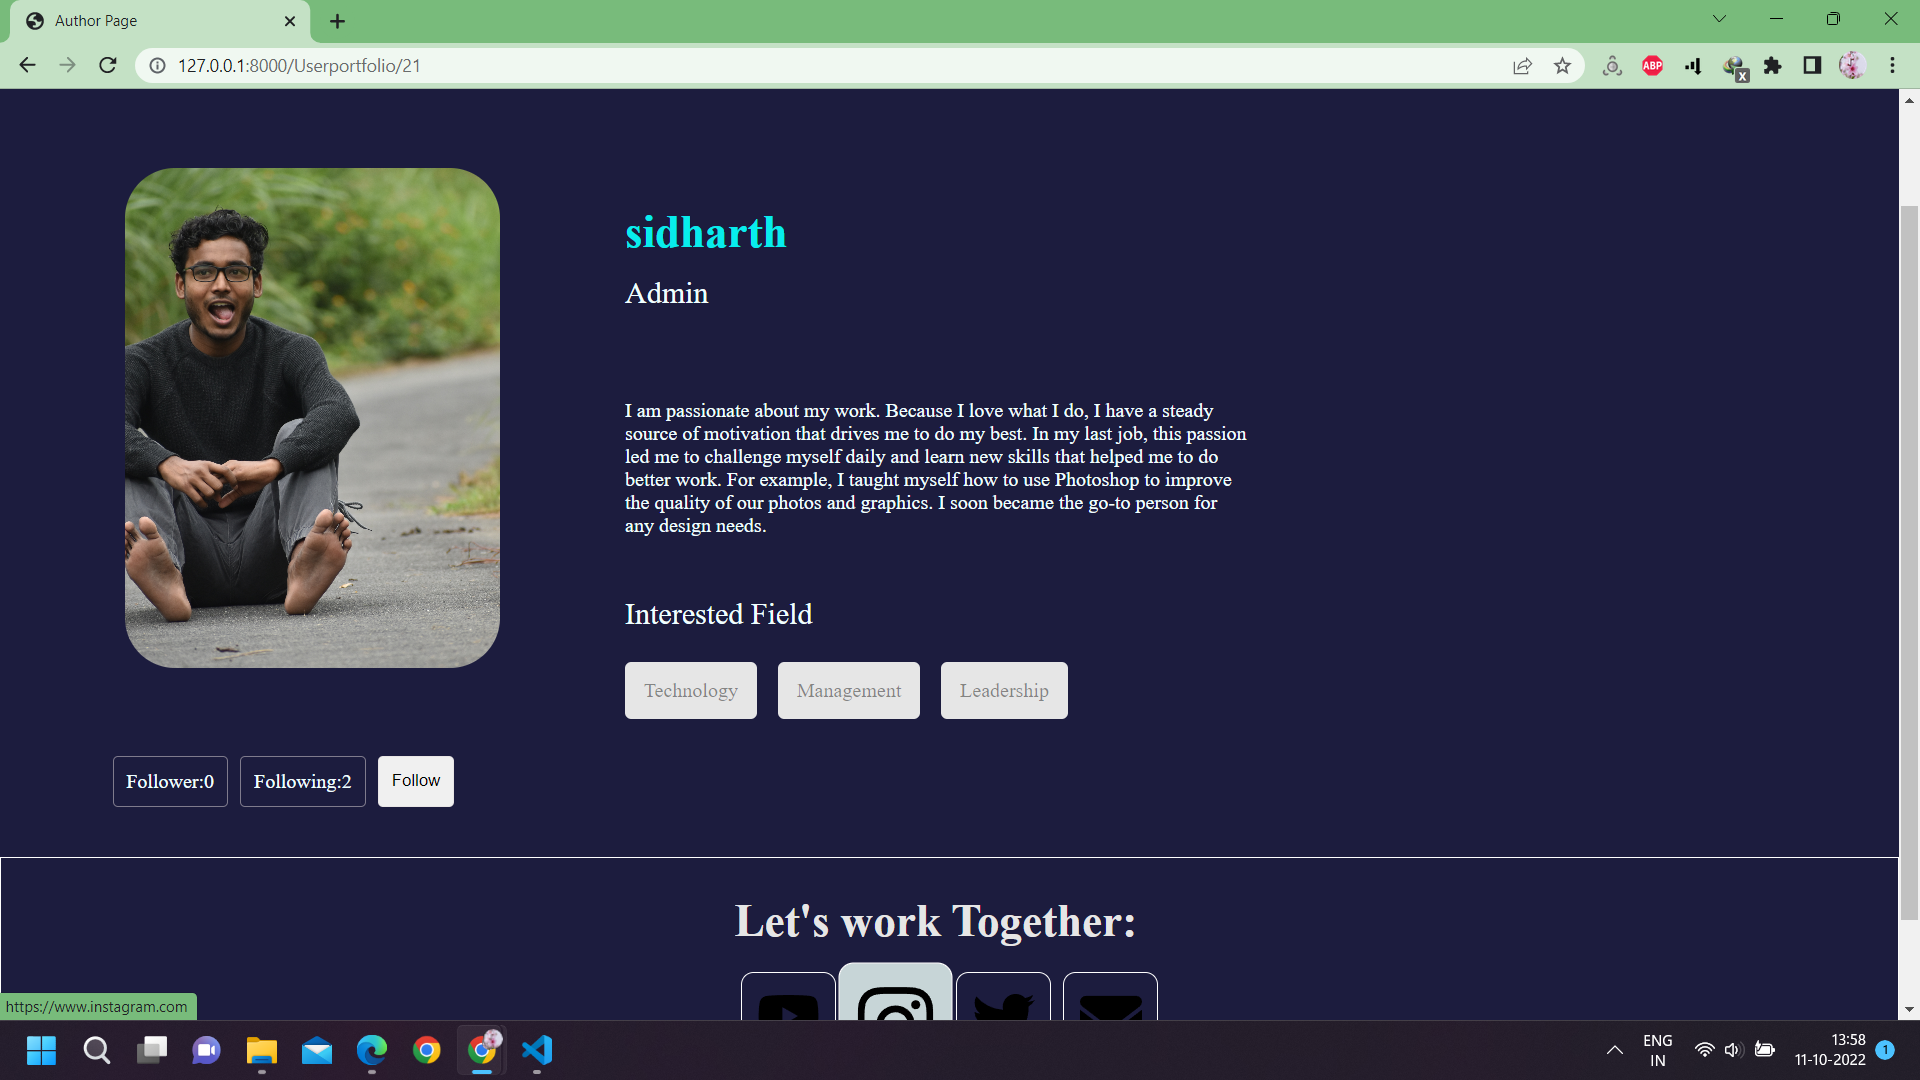 Author Page
127.0.0.1:8000/Userportfolio/21
ABP
X
sidharth
Admin
I am passionate about my work. Because I love what I do, I have a steady
source of motivation that drives me to do my best. In my last job, this passion
led me to challenge myself daily and learn new skills that helped me to do
better work. For example, I taught myself how to use Photoshop to improve
the quality of our photos and graphics. I soon became the go-to person for
any design needs.
Interested Field
Technology
Management
Leadership
Follower:0
Following:2
Follow
Let's work Together:
https://www.instagram.com
ENG
IN
13:58
11-10-2022
1